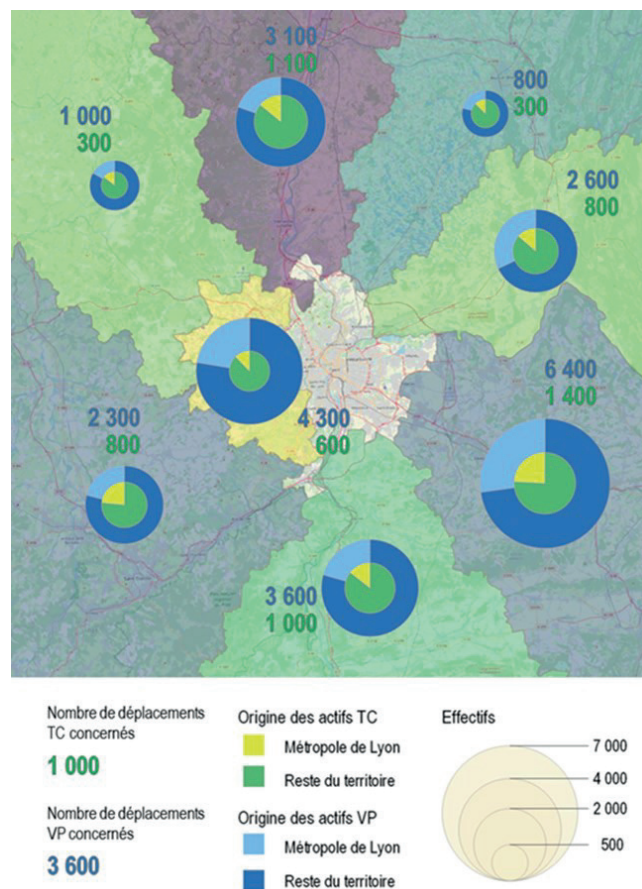 3 100
1 100
800
300
1 000
300
2 600
800
6 400
1 400
2 300
800
4 300
600
3 600
1 000
Nombre de déplacements
TC concernés
1 000
Nombre de déplacements
VP concernés
3 600
Origine des actifs TC
Métropole de Lyon
Reste du territoire
Origine des actifs VP
Métropole de Lyon
Reste du territoire
Effectifs
7 000
4 000
2 000
500